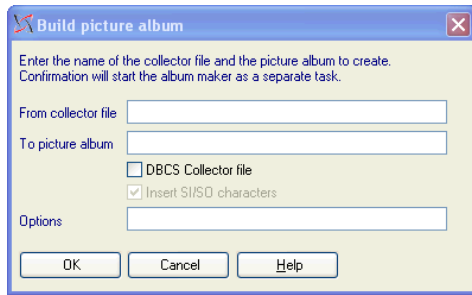 Build picture album
Enter the name of the collector file and the picture album to create.
Confirmation will start the album maker as a separate task.
From collector file
To picture album
DBCS Collector file
Insert SI/SO characters
Options
OK Cancel Help